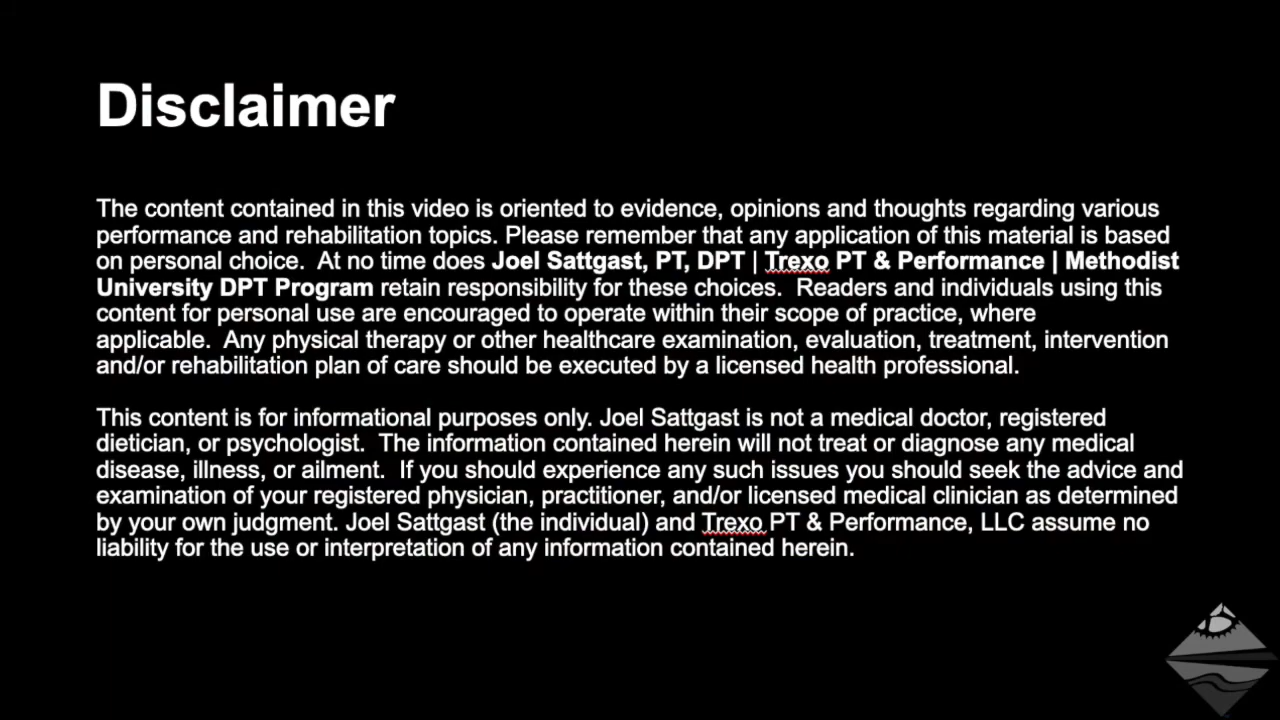 Disclaimer
The content contained in this video is oriented to evidence, opinions and thoughts regarding various
performance and rehabilitation topics. Please remember that any application of this material is based
on personal choice.  At no time does Joel Sattgast, PT, DPT | Trexo PT & Performance | Methodist
University DPT Program retain responsibility for these choices.  Readers and individuals using this
content for personal use are encouraged to operate within their scope of practice, where
applicable.  Any physical therapy or other healthcare examination, evaluation, treatment, intervention
and/or rehabilitation plan of care should be executed by a licensed health professional.
This content is for informational purposes only. Joel Sattgast is not a medical doctor, registered
dietician, or psychologist.  The information contained herein will not treat or diagnose any medical
disease, illness, or ailment.  If you should experience any such issues you should seek the advice and
examination of your registered physician, practitioner, and/or licensed medical clinician as determined
by your own judgment. Joel Sattgast (the individual) and Trexo PT & Performance, LLC assume no
liability for the use or interpretation of any information contained herein.